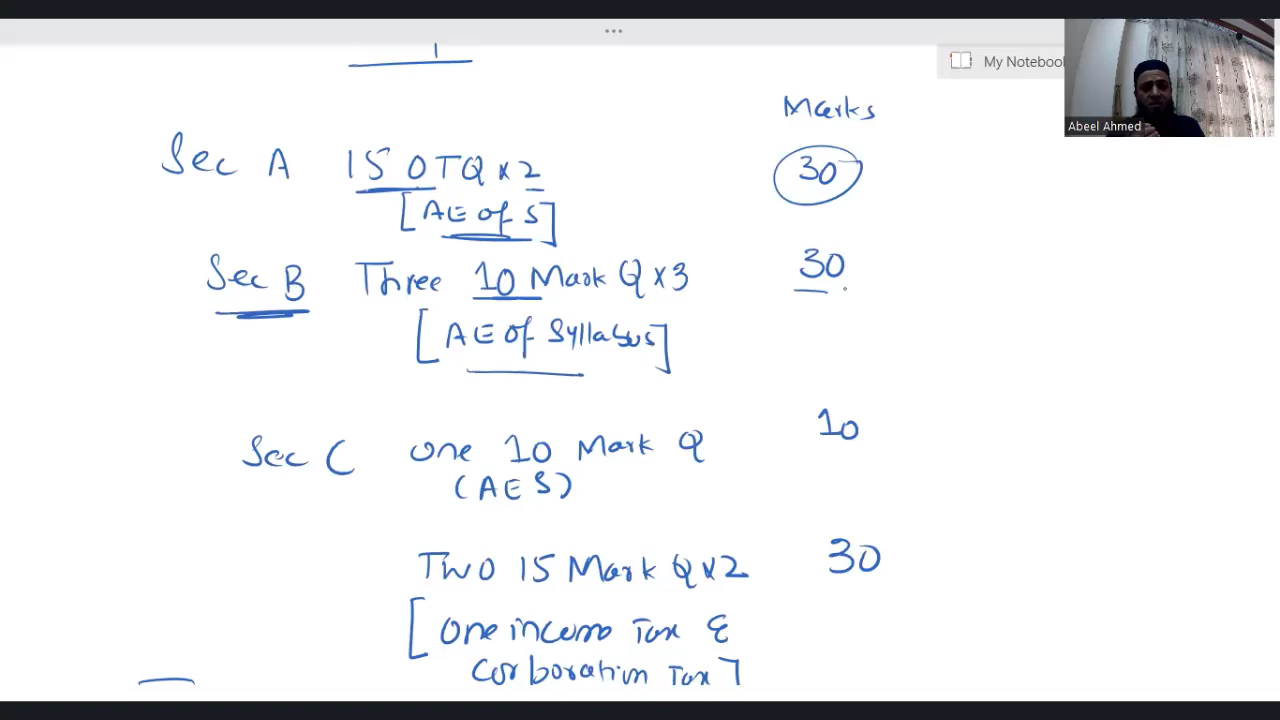 My Notebook
Abeel Ahmed
Marks
Sec A 15 OTQ x 2 30
[AE of S]
Sec B Three 10 Mark Q x 3 30
[AE of Syllabus]
Sec C one 10 Mark Q 10
(AES)
Two 15 Mark Q x 2 30
[One income Tax &
Corporation Tax]